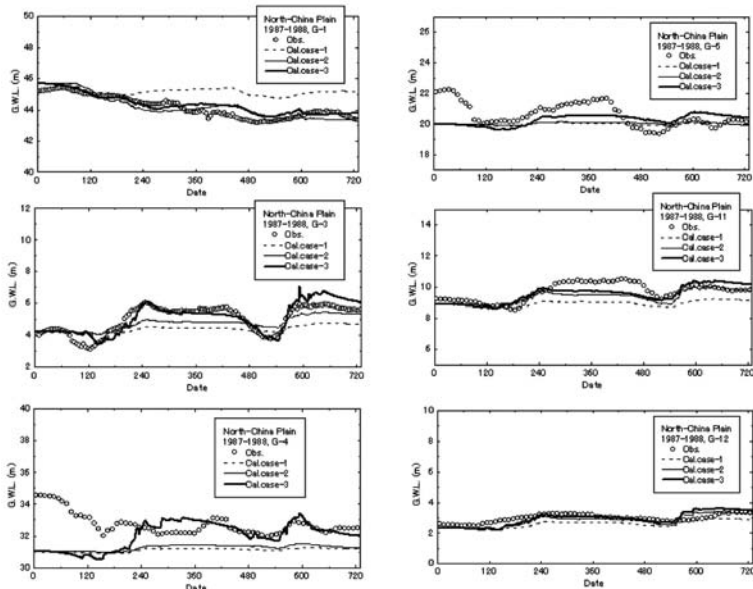 50
48
46
44
42
40
G.W.L. (m)
0 120 240 360 480 600 720
Date
North-China Plain
1987-1988, G-1
Obs.
Cal.case-1
Cal.case-2
Cal.case-3
26
24
22
20
18
G.W.L. (m)
0 120 240 360 480 600 720
Date
North-China Plain
1987-1988, G-5
Obs.
Cal.case-1
Cal.case-2
Cal.case-3
12
10
8
6
4
2
G.W.L. (m)
0 120 240 360 480 600 720
Date
North-China Plain
1987-1988, G-3
Obs.
Cal.case-1
Cal.case-2
Cal.case-3
14
12
10
8
6
G.W.L. (m)
0 120 240 360 480 600 720
Date
North-China Plain
1987-1988, G-11
Obs.
Cal.case-1
Cal.case-2
Cal.case-3
40
38
36
34
32
30
G.W.L. (m)
0 120 240 360 480 600 720
Date
North-China Plain
1987-1988, G-4
Obs.
Cal.case-1
Cal.case-2
Cal.case-3
10
8
6
4
2
0
G.W.L. (m)
0 120 240 360 480 600 720
Date
North-China Plain
1987-1988, G-12
Obs.
Cal.case-1
Cal.case-2
Cal.case-3